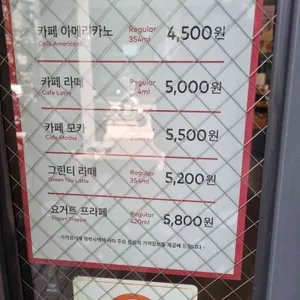 카페 아메리카노 Regular 4,500원
Cafe Americano 354ml
카페 라떼 Regular 5,000원
Cafe Latte 354ml
카페 모카 Regular 5,500원
Cafe Mocha 354ml
그린티 라떼 Regular 5,200원
Green Tea Latte 354ml
요거트 프라페 Regular 5,800원
Yogurt Frappe 420ml